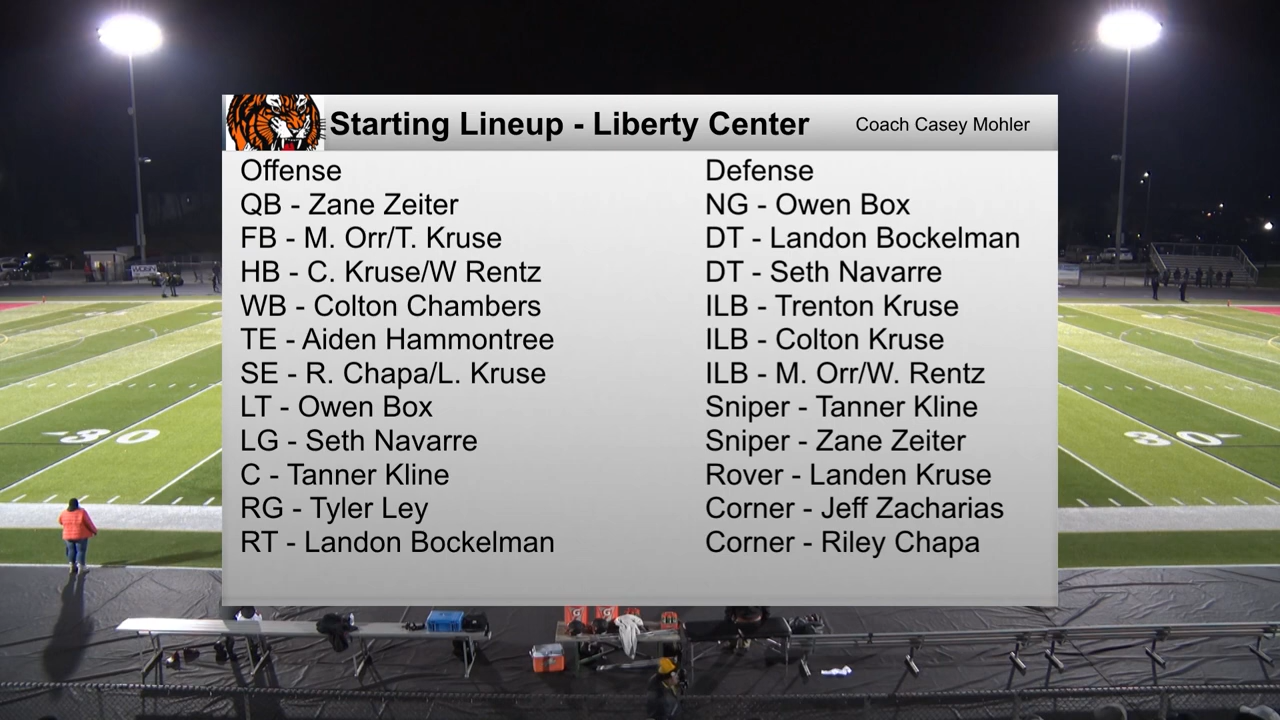 Starting Lineup - Liberty Center
Coach Casey Mohler
Offense
QB - Zane Zeiter
FB - M. Orr/T. Kruse
HB - C. Kruse/W Rentz
WB - Colton Chambers
TE - Aiden Hammontree
SE - R. Chapa/L. Kruse
LT - Owen Box
LG - Seth Navarre
C - Tanner Kline
RG - Tyler Ley
RT - Landon Bockelman
Defense
NG - Owen Box
DT - Landon Bockelman
DT - Seth Navarre
ILB - Trenton Kruse
ILB - Colton Kruse
ILB - M. Orr/W. Rentz
Sniper - Tanner Kline
Sniper - Zane Zeiter
Rover - Landen Kruse
Corner - Jeff Zacharias
Corner - Riley Chapa
30
30